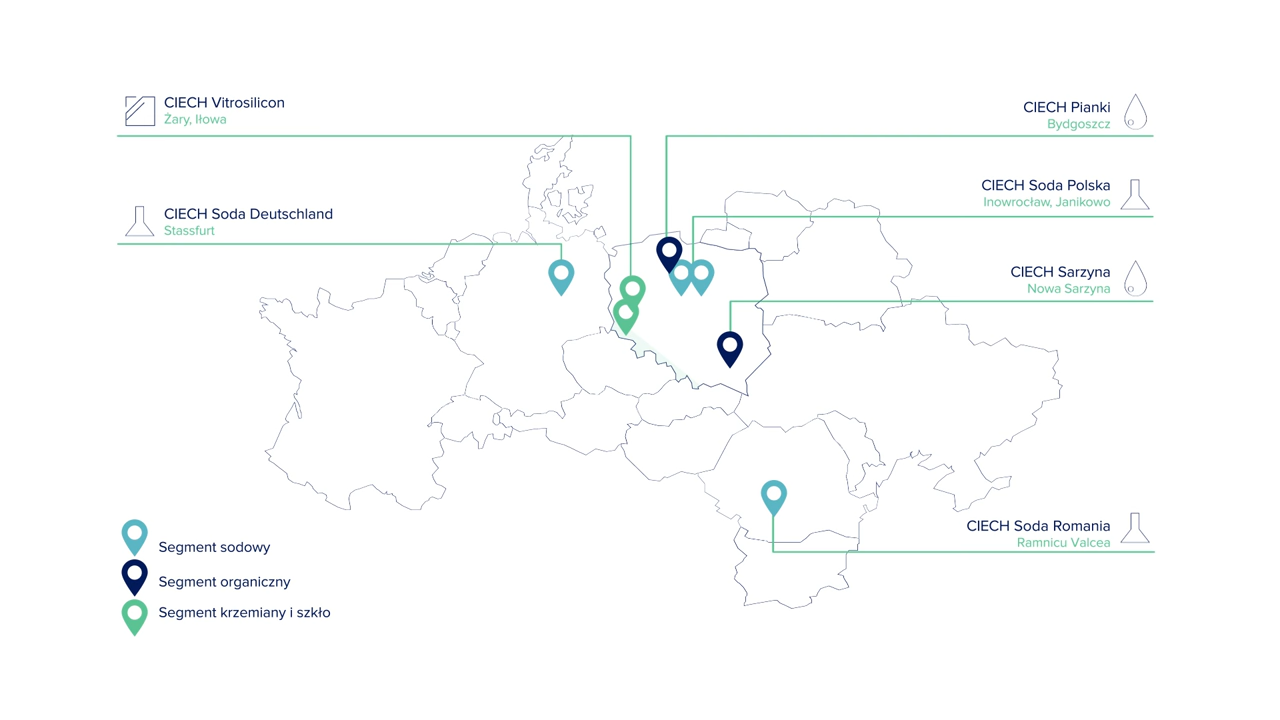 CIECH Vitrosilicon
Żary, Iłowa
CIECH Soda Deutschland
Stassfurt
CIECH Pianki
Bydgoszcz
CIECH Soda Polska
Inowrocław, Janikowo
CIECH Sarzyna
Nowa Sarzyna
CIECH Soda Romania
Ramnicu Valcea
Segment sodowy
Segment organiczny
Segment krzemiany i szkło